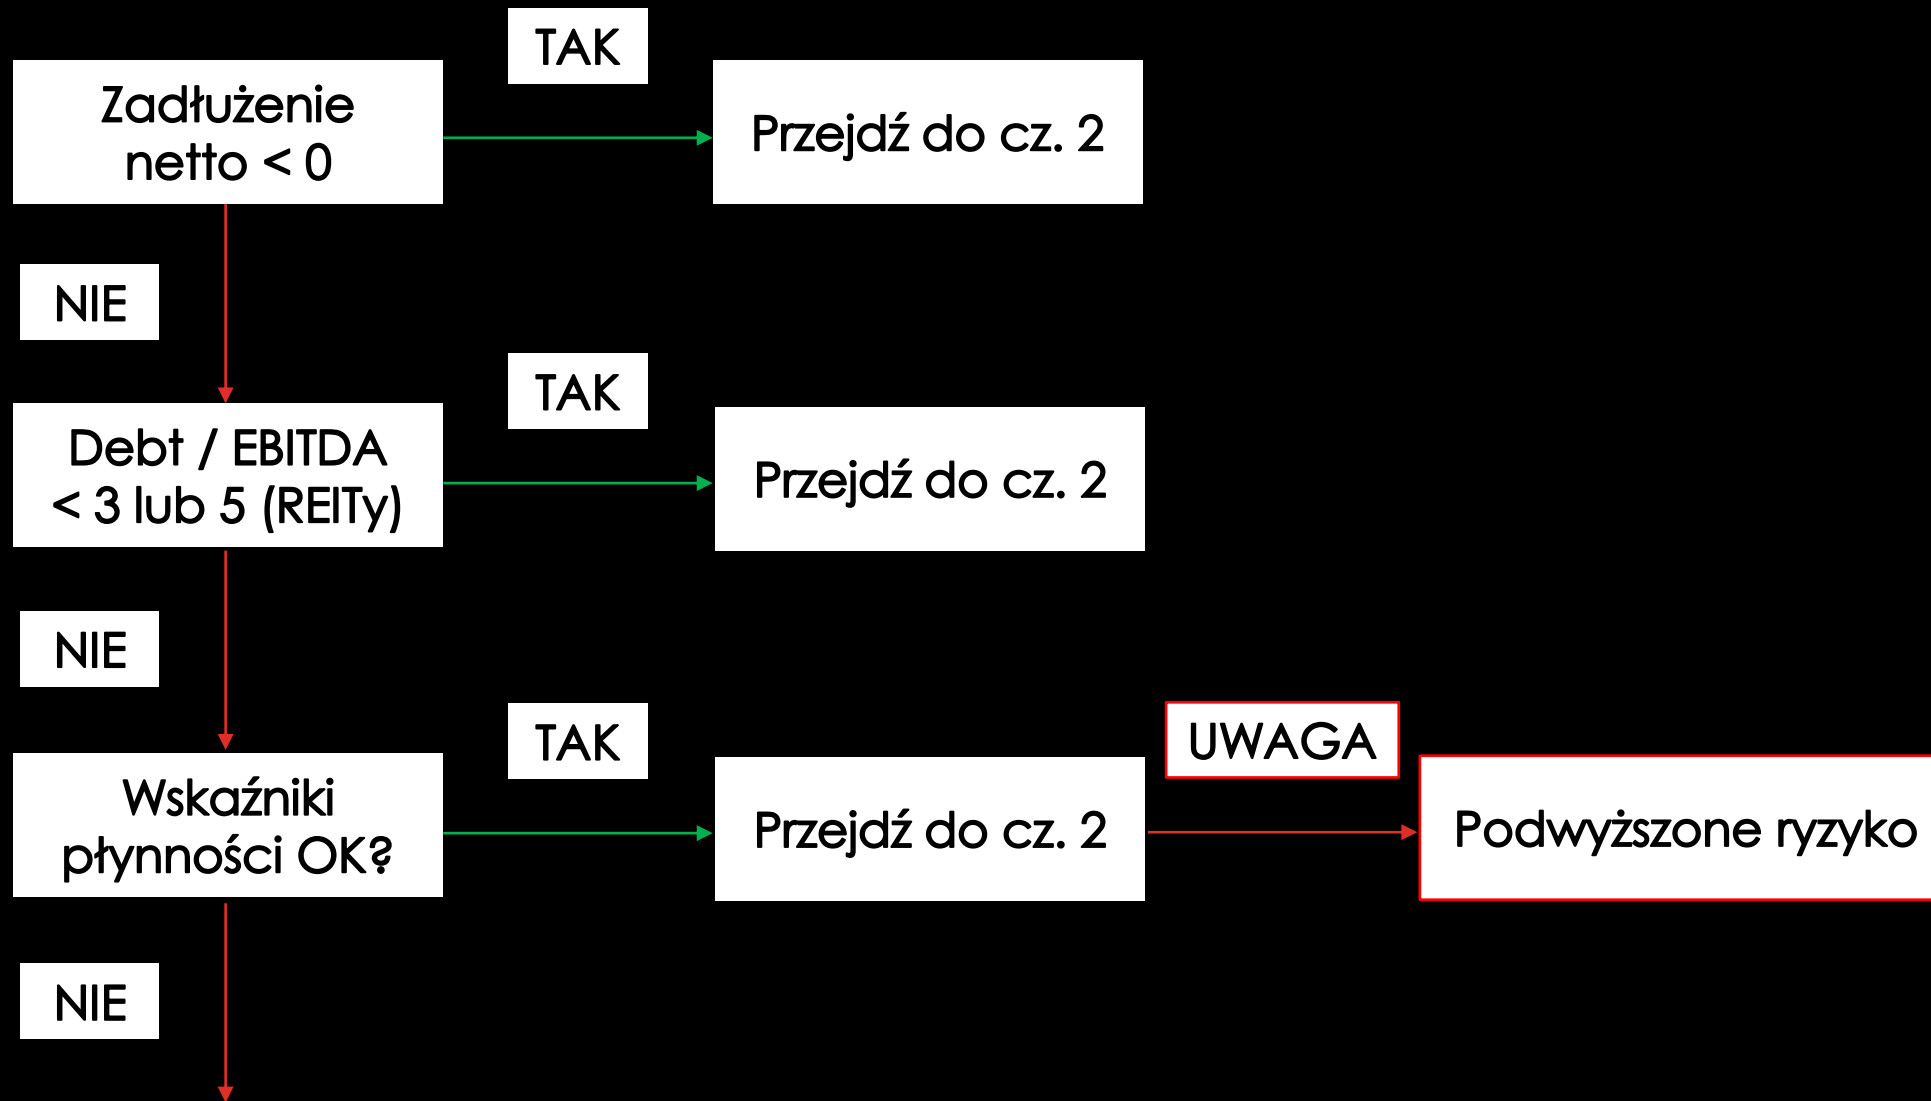 TAK
Zadłużenie
netto < 0
Przejdź do cz. 2
NIE
TAK
Debt / EBITDA
< 3 lub 5 (REITy)
Przejdź do cz. 2
NIE
TAK
UWAGA
Wskaźniki
płynności OK?
Przejdź do cz. 2
Podwyższone ryzyko
NIE